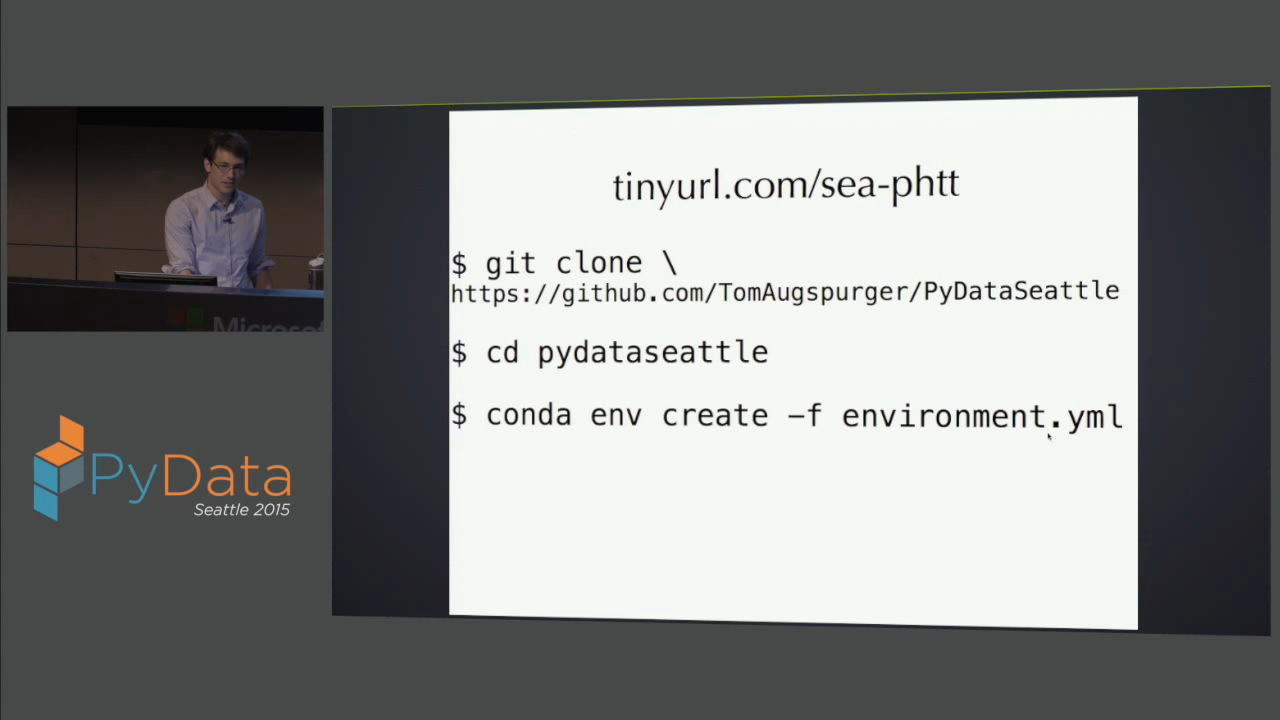 tinyurl.com/sea-phtt
$ git clone \
https://github.com/TomAugspurger/PyDataSeattle
$ cd pydataseattle
$ conda env create -f environment.yml
PyData
Seattle 2015